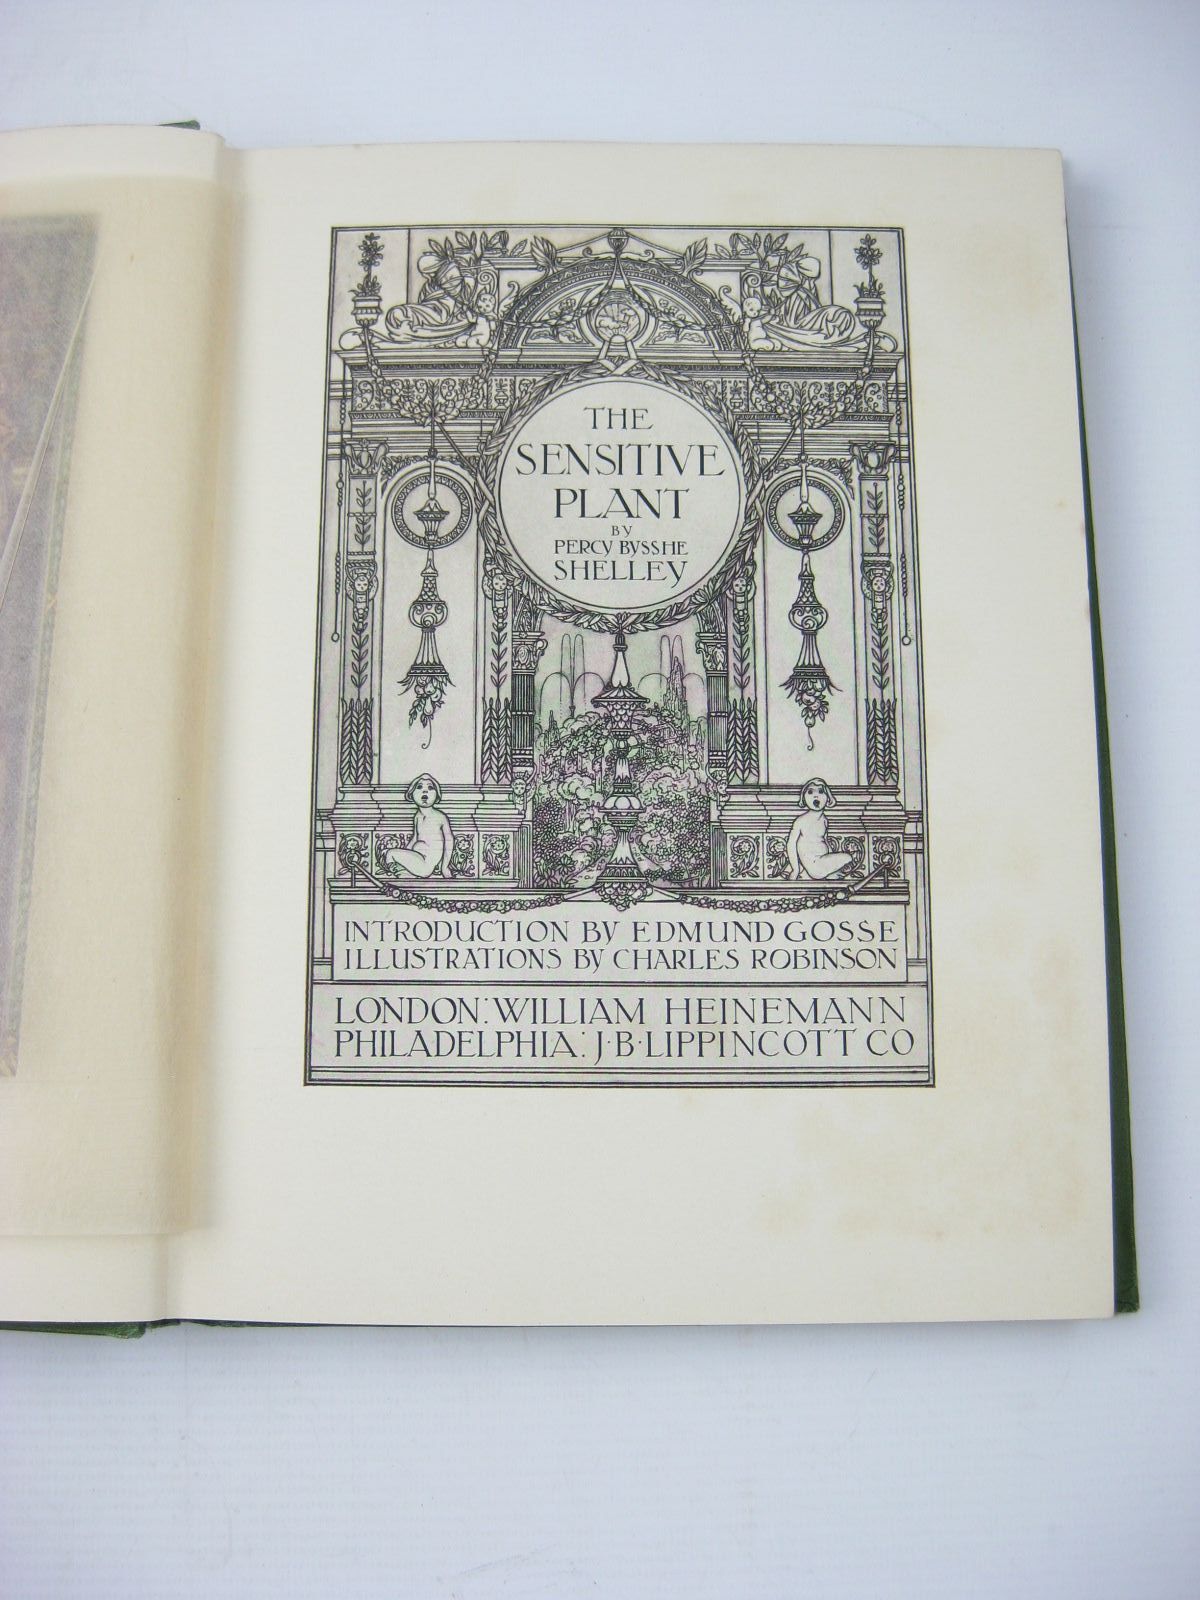 THE
SENSITIVE
PLANT
BY
PERCY BYSSHE
SHELLEY
INTRODUCTION BY EDMUND GOSSE
ILLUSTRATIONS BY CHARLES ROBINSON
LONDON: WILLIAM HEINEMANN
PHILADELPHIA: J·B·LIPPINCOTT CO